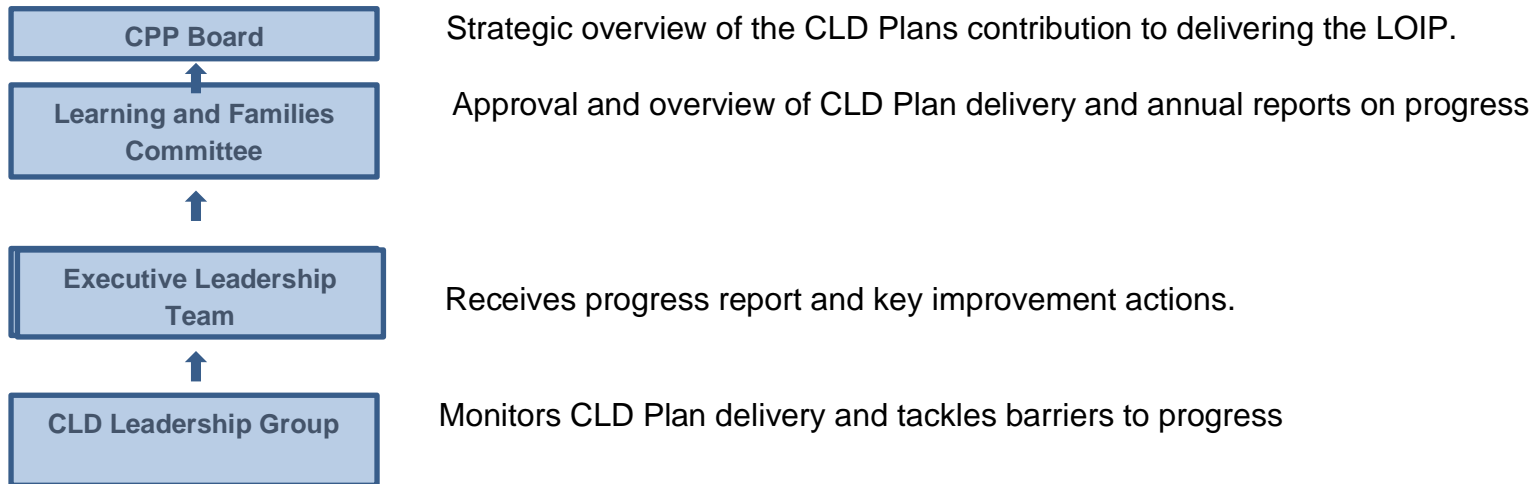 CPP Board
Strategic overview of the CLD Plans contribution to delivering the LOIP.
Learning and Families
Committee
Approval and overview of CLD Plan delivery and annual reports on progress
Executive Leadership
Team
Receives progress report and key improvement actions.
CLD Leadership Group
Monitors CLD Plan delivery and tackles barriers to progress